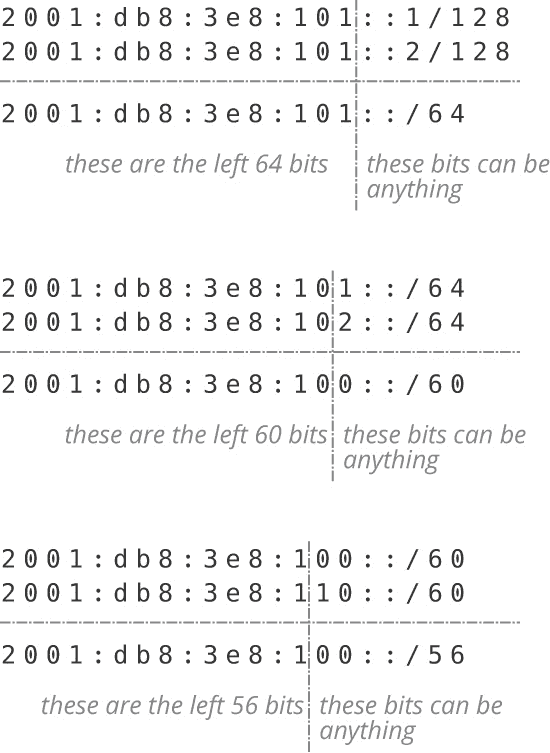 2001:db8:3e8:101::1/128
2001:db8:3e8:101::2/128
2001:db8:3e8:101::/64
these are the left 64 bits
these bits can be
anything
2001:db8:3e8:101::/64
2001:db8:3e8:102::/64
2001:db8:3e8:100::/60
these are the left 60 bits
these bits can be
anything
2001:db8:3e8:100::/60
2001:db8:3e8:110::/60
2001:db8:3e8:100::/56
these are the left 56 bits
these bits can be
anything